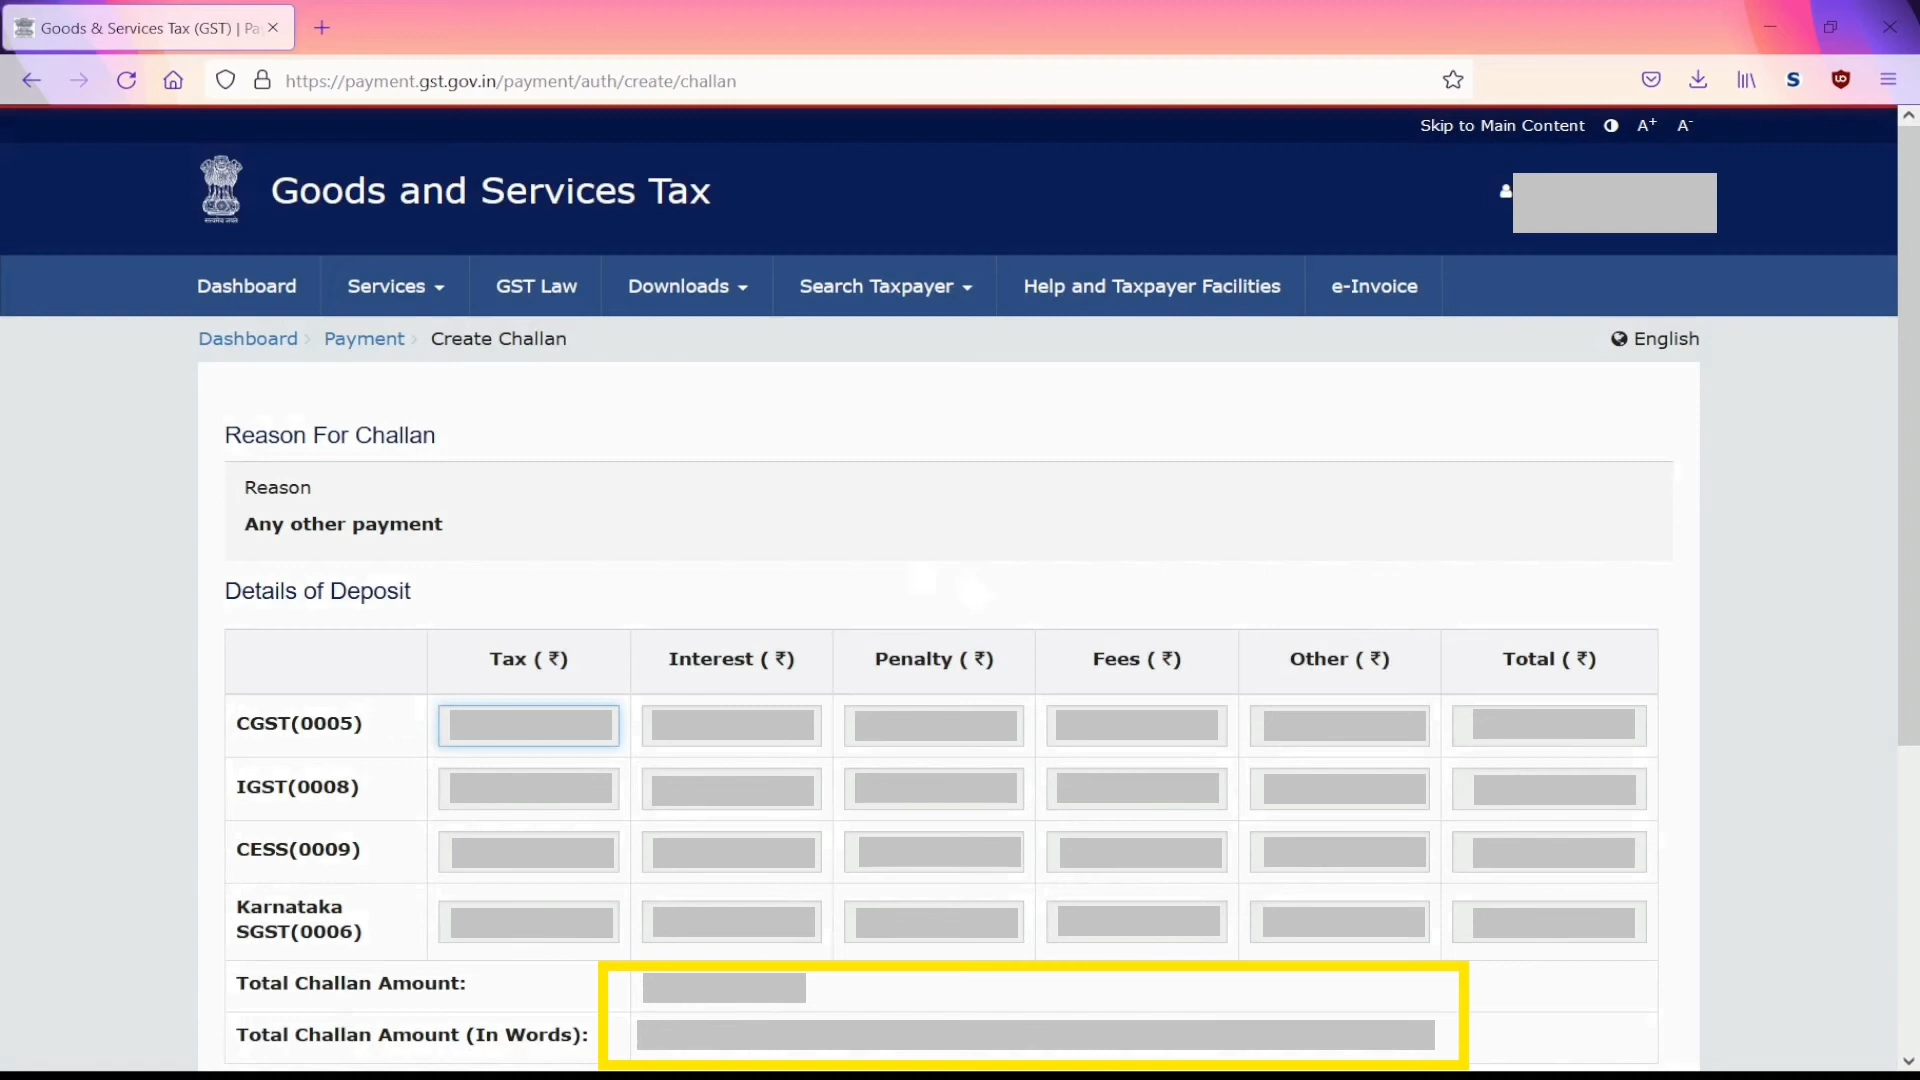 Goods & Services Tax (GST) | Pa
https://payment.gst.gov.in/payment/auth/create/challan
Skip to Main Content A+ A-
Goods and Services Tax
सत्यमेव जयते
Dashboard Services GST Law Downloads Search Taxpayer Help and Taxpayer Facilities e-Invoice
Dashboard Payment Create Challan English
Reason For Challan
Reason
Any other payment
Details of Deposit
Tax ( ₹) Interest ( ₹) Penalty ( ₹) Fees ( ₹) Other ( ₹) Total ( ₹)
CGST(0005)
IGST(0008)
CESS(0009)
Karnataka
SGST(0006)
Total Challan Amount:
Total Challan Amount (In Words):